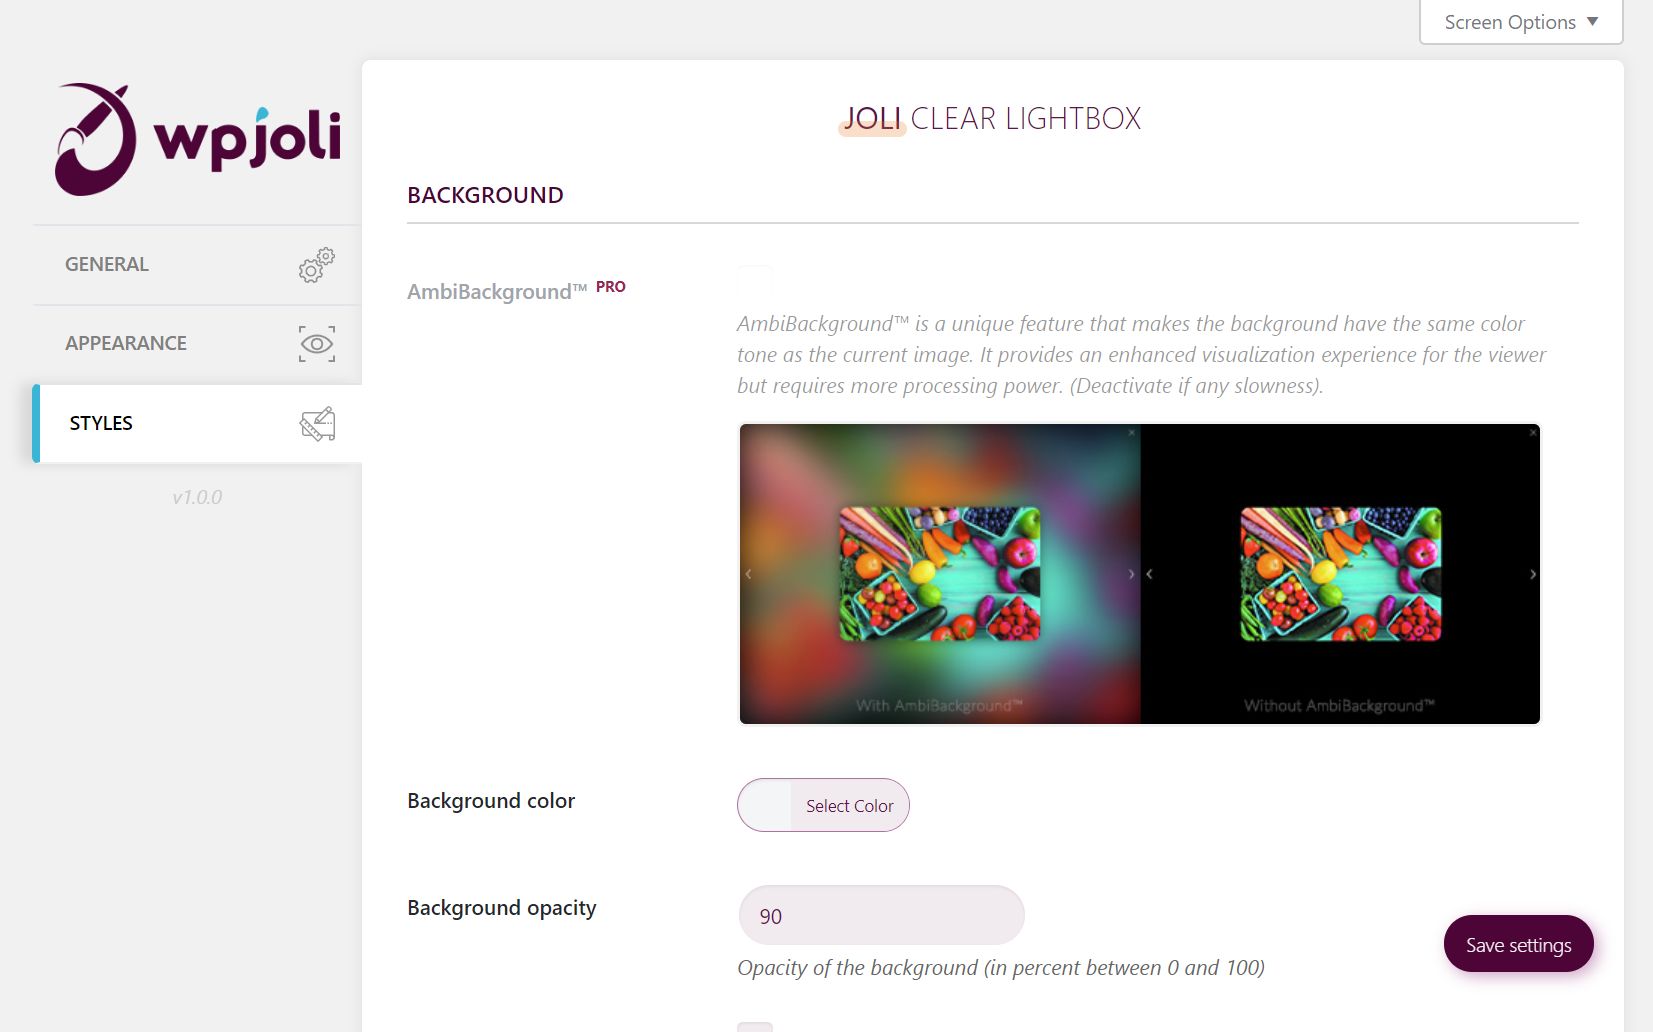 Screen Options
wpjoli
JOLI CLEAR LIGHTBOX
BACKGROUND
GENERAL
APPEARANCE
STYLES
v1.0.0
AmbiBackground™ PRO
AmbiBackground™ is a unique feature that makes the background have the same color
tone as the current image. It provides an enhanced visualization experience for the viewer
but requires more processing power. (Deactivate if any slowness).
With AmbiBackground™
Without AmbiBackground™
Background color
Select Color
Background opacity
90
Opacity of the background (in percent between 0 and 100)
Save settings